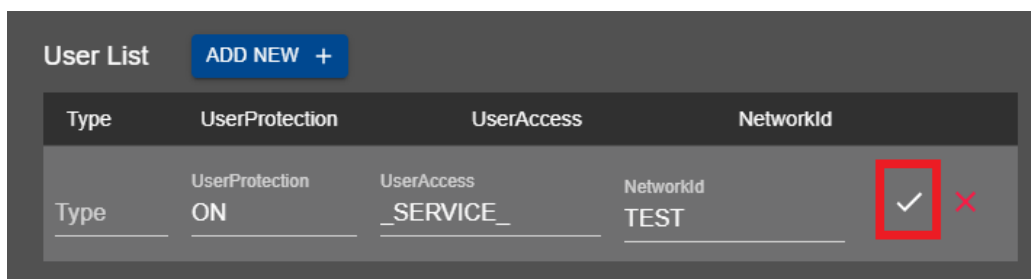 User List ADD NEW +
Type UserProtection UserAccess NetworkId
UserProtection UserAccess NetworkId
Type ON _SERVICE_ TEST